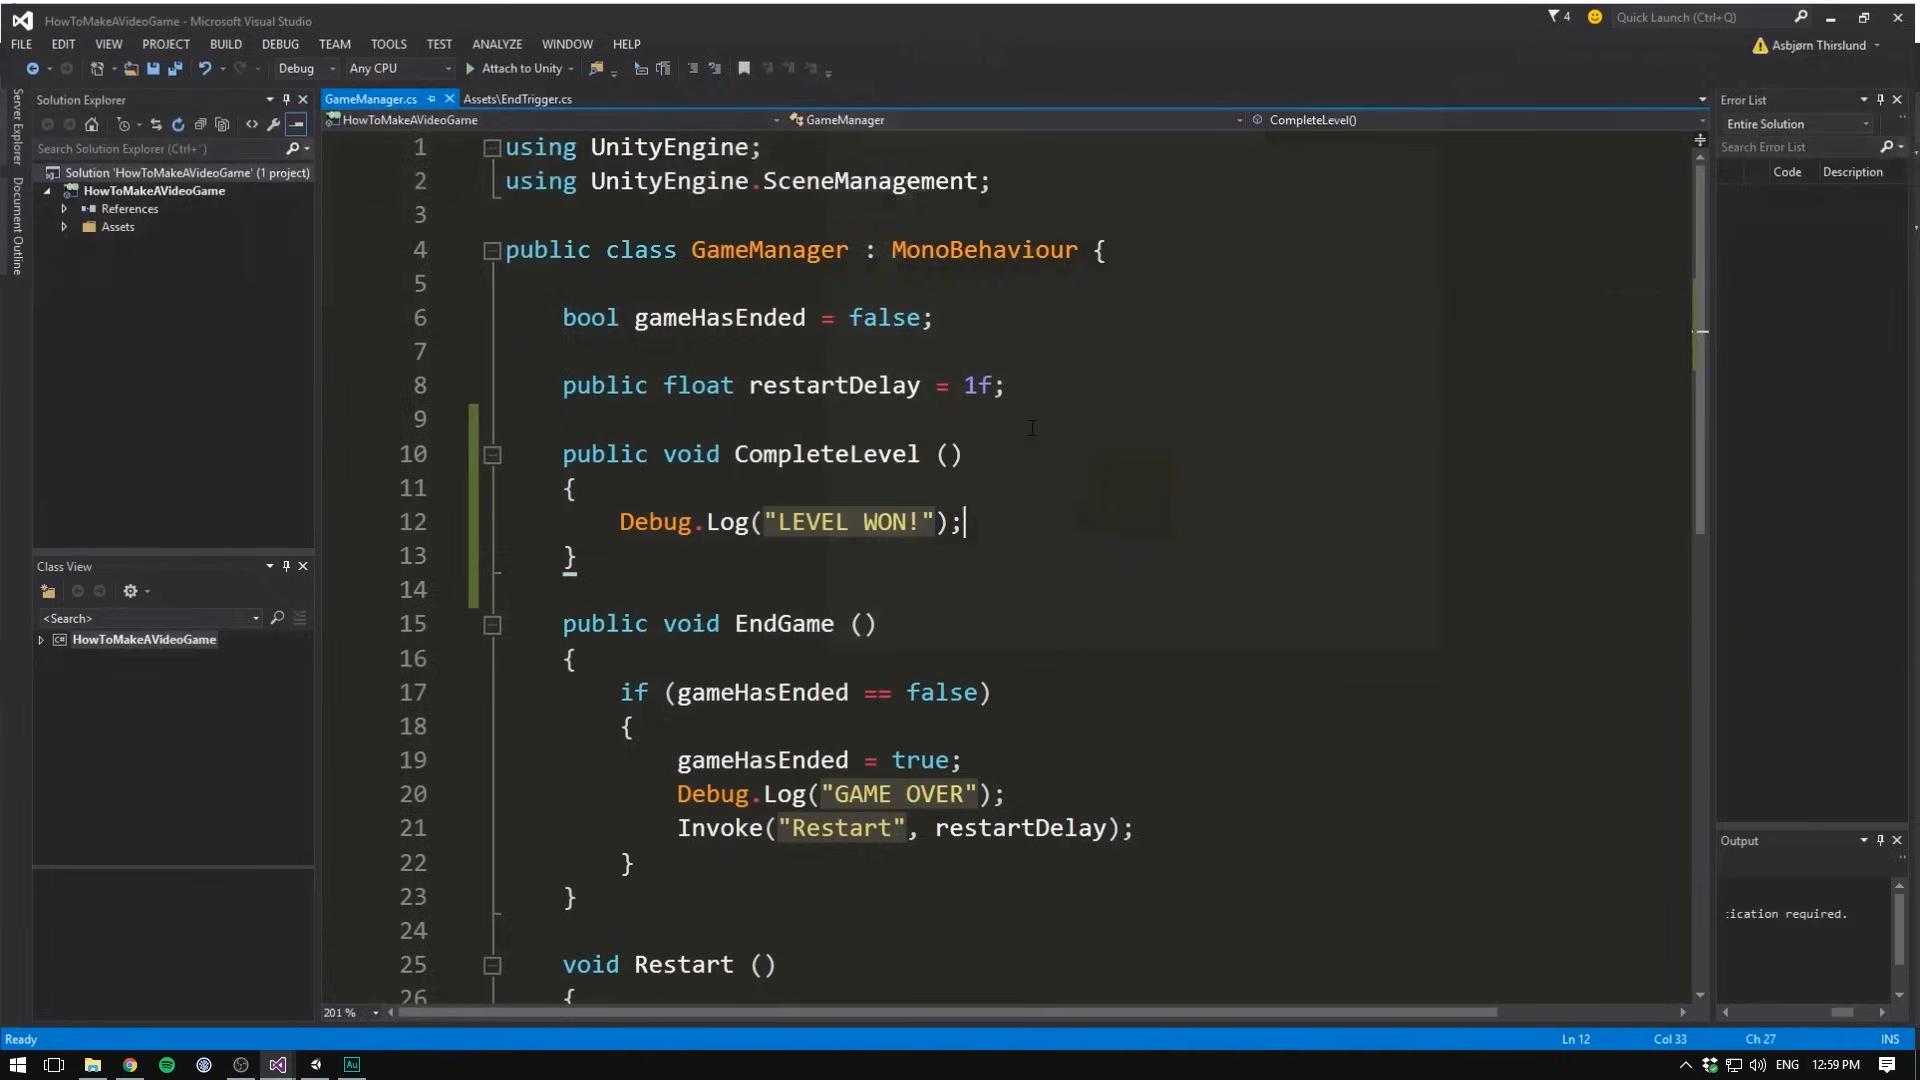 HowToMakeAVideoGame - Microsoft Visual Studio
4
Quick Launch (Ctrl+Q)
FILE EDIT VIEW PROJECT BUILD DEBUG TEAM TOOLS TEST ANALYZE WINDOW HELP
Asbjørn Thirslund
Debug Any CPU Attach to Unity
Server Explorer
Document Outline
Solution Explorer
Search Solution Explorer (Ctrl+¨)
Solution 'HowToMakeAVideoGame' (1 project)
HowToMakeAVideoGame
References
Assets
Class View
<Search>
HowToMakeAVideoGame
GameManager.cs Assets\EndTrigger.cs
HowToMakeAVideoGame GameManager CompleteLevel()
1 using UnityEngine;
2 using UnityEngine.SceneManagement;
3
4 public class GameManager : MonoBehaviour {
5
6 bool gameHasEnded = false;
7
8 public float restartDelay = 1f;
9
10 public void CompleteLevel ()
11 {
12 Debug.Log("LEVEL WON!");
13 }
14
15 public void EndGame ()
16 {
17 if (gameHasEnded == false)
18 {
19 gameHasEnded = true;
20 Debug.Log("GAME OVER");
21 Invoke("Restart", restartDelay);
22 }
23 }
24
25 void Restart ()
26 {
201 %
Error List
Entire Solution
Search Error List
Code Description
Output
:ication required.
Ready Ln 12 Col 33 Ch 27 INS
Au
ENG 12:59 PM